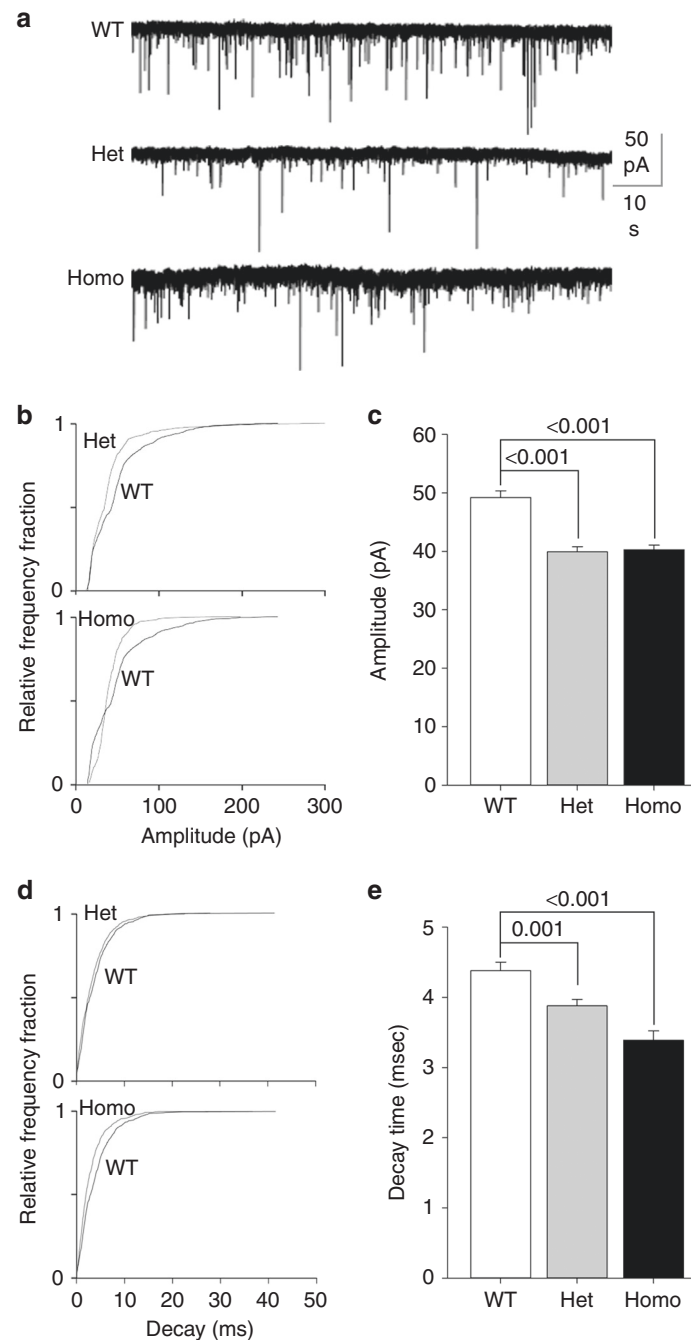 a
WT
Het
50
pA
10
s
Homo
b
1
Het
WT
0
1
Homo
WT
0
0 100 200 300
Relative frequency fraction
Amplitude (pA)
c
<0.001
<0.001
60
50
40
30
20
10
0
Amplitude (pA)
WT Het Homo
d
1
Het
WT
0
1
Homo
WT
0
0 10 20 30 40 50
Relative frequency fraction
Decay (ms)
e
<0.001
0.001
5
4
3
2
1
0
Decay time (msec)
WT Het Homo